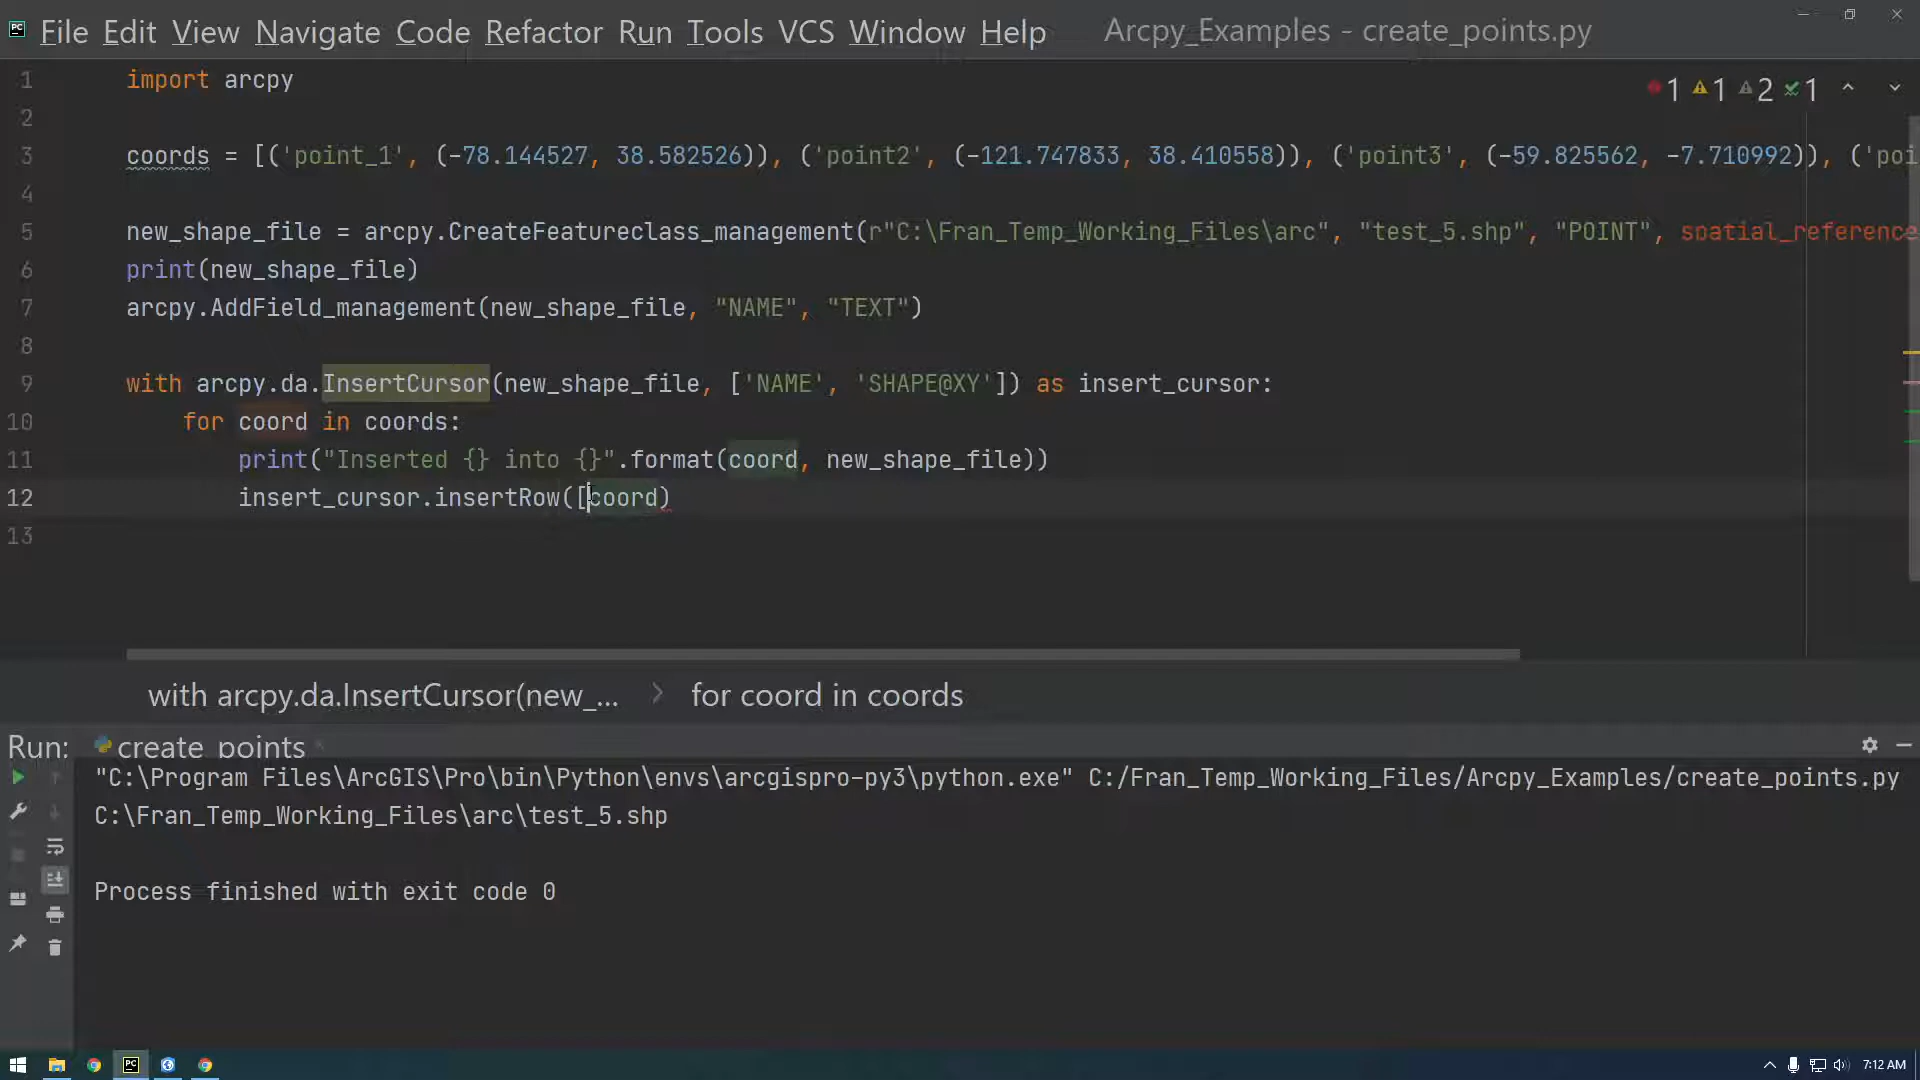 File Edit View Navigate Code Refactor Run Tools VCS Window Help Arcpy_Examples - create_points.py
1 import arcpy
1 1 2 1
2
3 coords = [('point_1', (-78.144527, 38.582526)), ('point2', (-121.747833, 38.410558)), ('point3', (-59.825562, -7.710992)), ('poi
4
5 new_shape_file = arcpy.CreateFeatureclass_management(r"C:\Fran_Temp_Working_Files\arc", "test_5.shp", "POINT", spatial_reference
6 print(new_shape_file)
7 arcpy.AddField_management(new_shape_file, "NAME", "TEXT")
8
9 with arcpy.da.InsertCursor(new_shape_file, ['NAME', 'SHAPE@XY']) as insert_cursor:
10 for coord in coords:
11 print("Inserted {} into {}".format(coord, new_shape_file))
12 insert_cursor.insertRow([coord)
13
with arcpy.da.InsertCursor(new_... > for coord in coords
Run: create_points
"C:\Program Files\ArcGIS\Pro\bin\Python\envs\arcgispro-py3\python.exe" C:/Fran_Temp_Working_Files/Arcpy_Examples/create_points.py
C:\Fran_Temp_Working_Files\arc\test_5.shp
Process finished with exit code 0
PC
7:12 AM